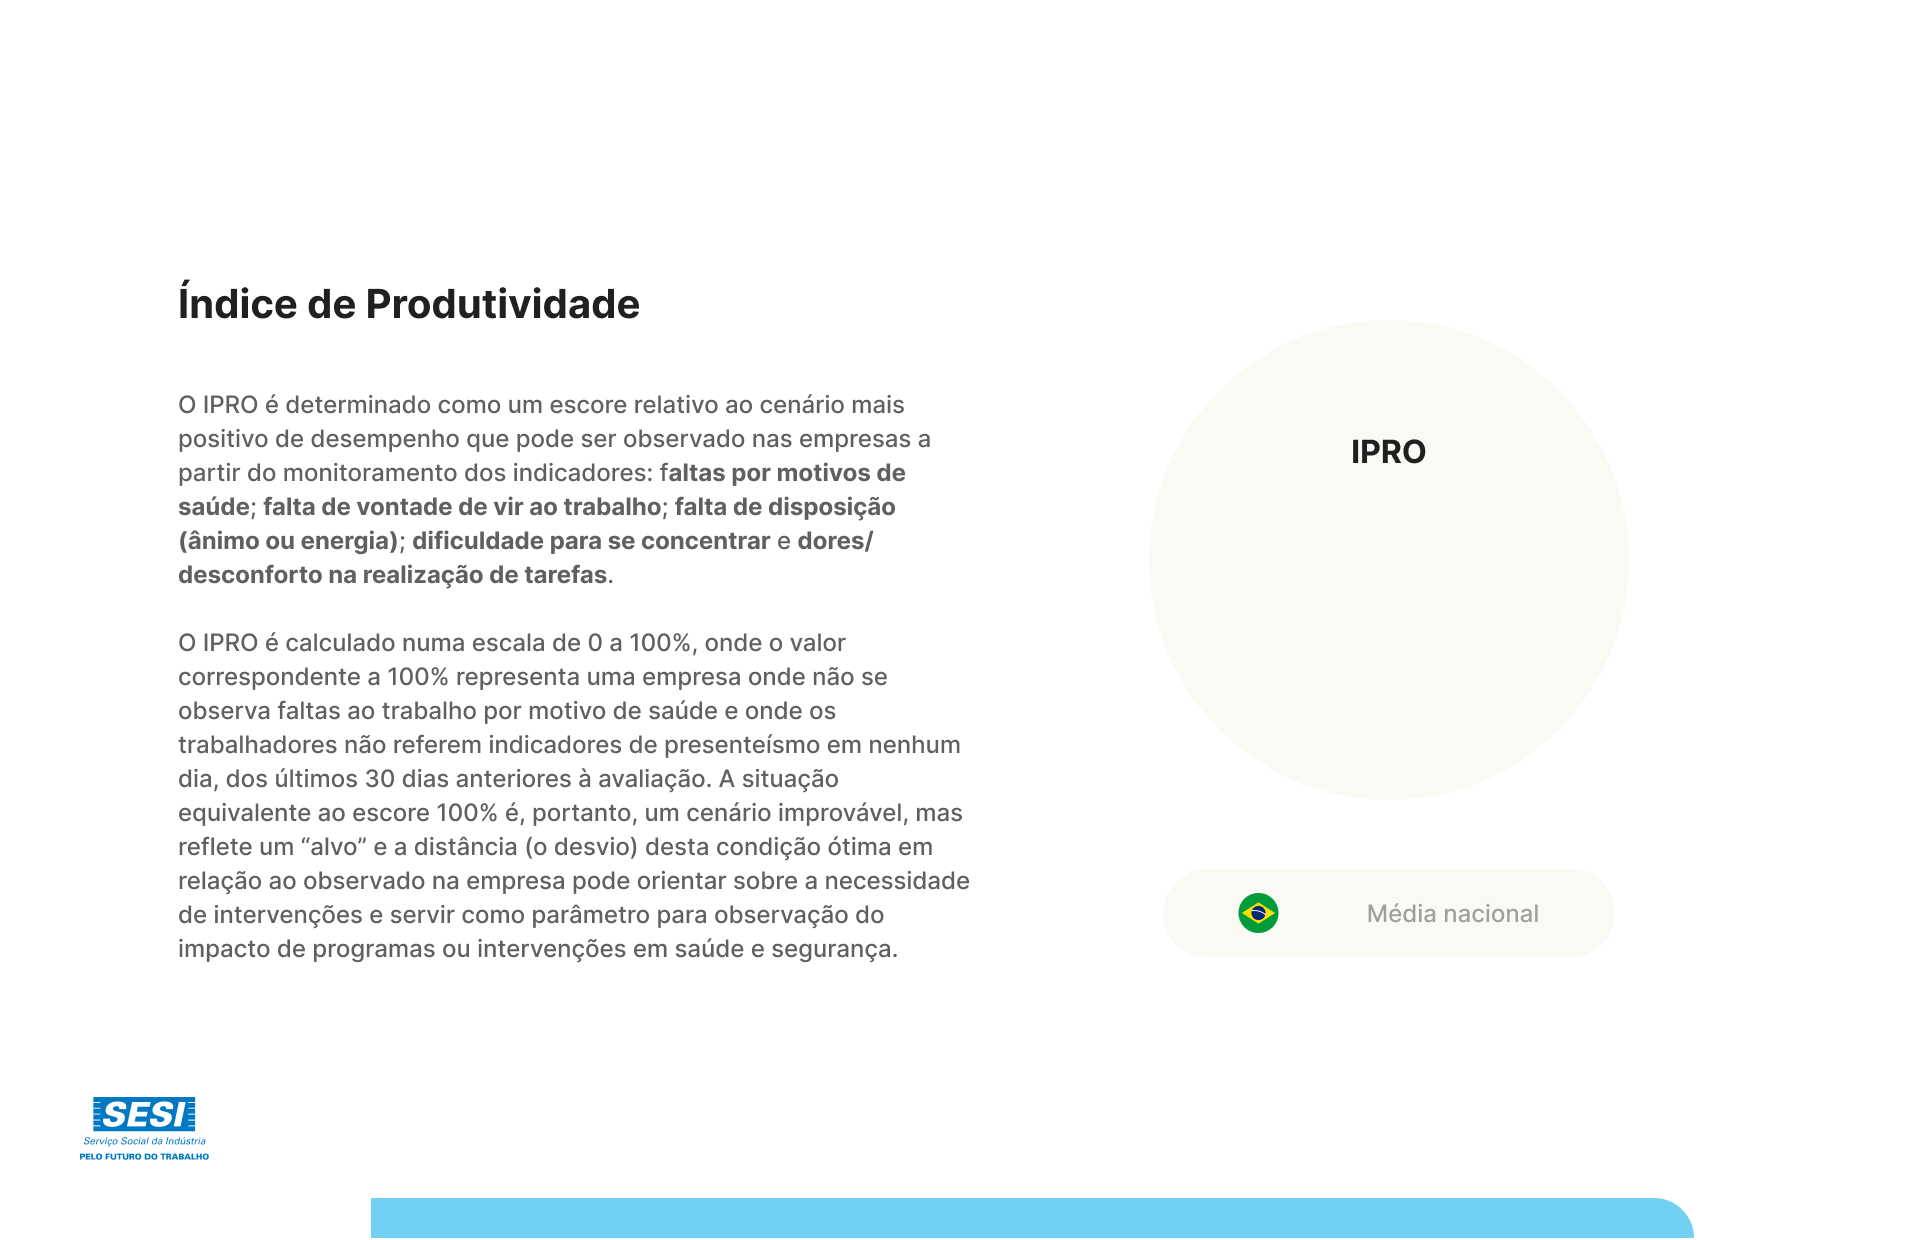 Índice de Produtividade
O IPRO é determinado como um escore relativo ao cenário mais
positivo de desempenho que pode ser observado nas empresas a
partir do monitoramento dos indicadores: faltas por motivos de
saúde; falta de vontade de vir ao trabalho; falta de disposição
(ânimo ou energia); dificuldade para se concentrar e dores/
desconforto na realização de tarefas.
O IPRO é calculado numa escala de 0 a 100%, onde o valor
correspondente a 100% representa uma empresa onde não se
observa faltas ao trabalho por motivo de saúde e onde os
trabalhadores não referem indicadores de presenteísmo em nenhum
dia, dos últimos 30 dias anteriores à avaliação. A situação
equivalente ao escore 100% é, portanto, um cenário improvável, mas
reflete um “alvo” e a distância (o desvio) desta condição ótima em
relação ao observado na empresa pode orientar sobre a necessidade
de intervenções e servir como parâmetro para observação do
impacto de programas ou intervenções em saúde e segurança.
IPRO
Média nacional
SESI
Serviço Social da Indústria
PELO FUTURO DO TRABALHO